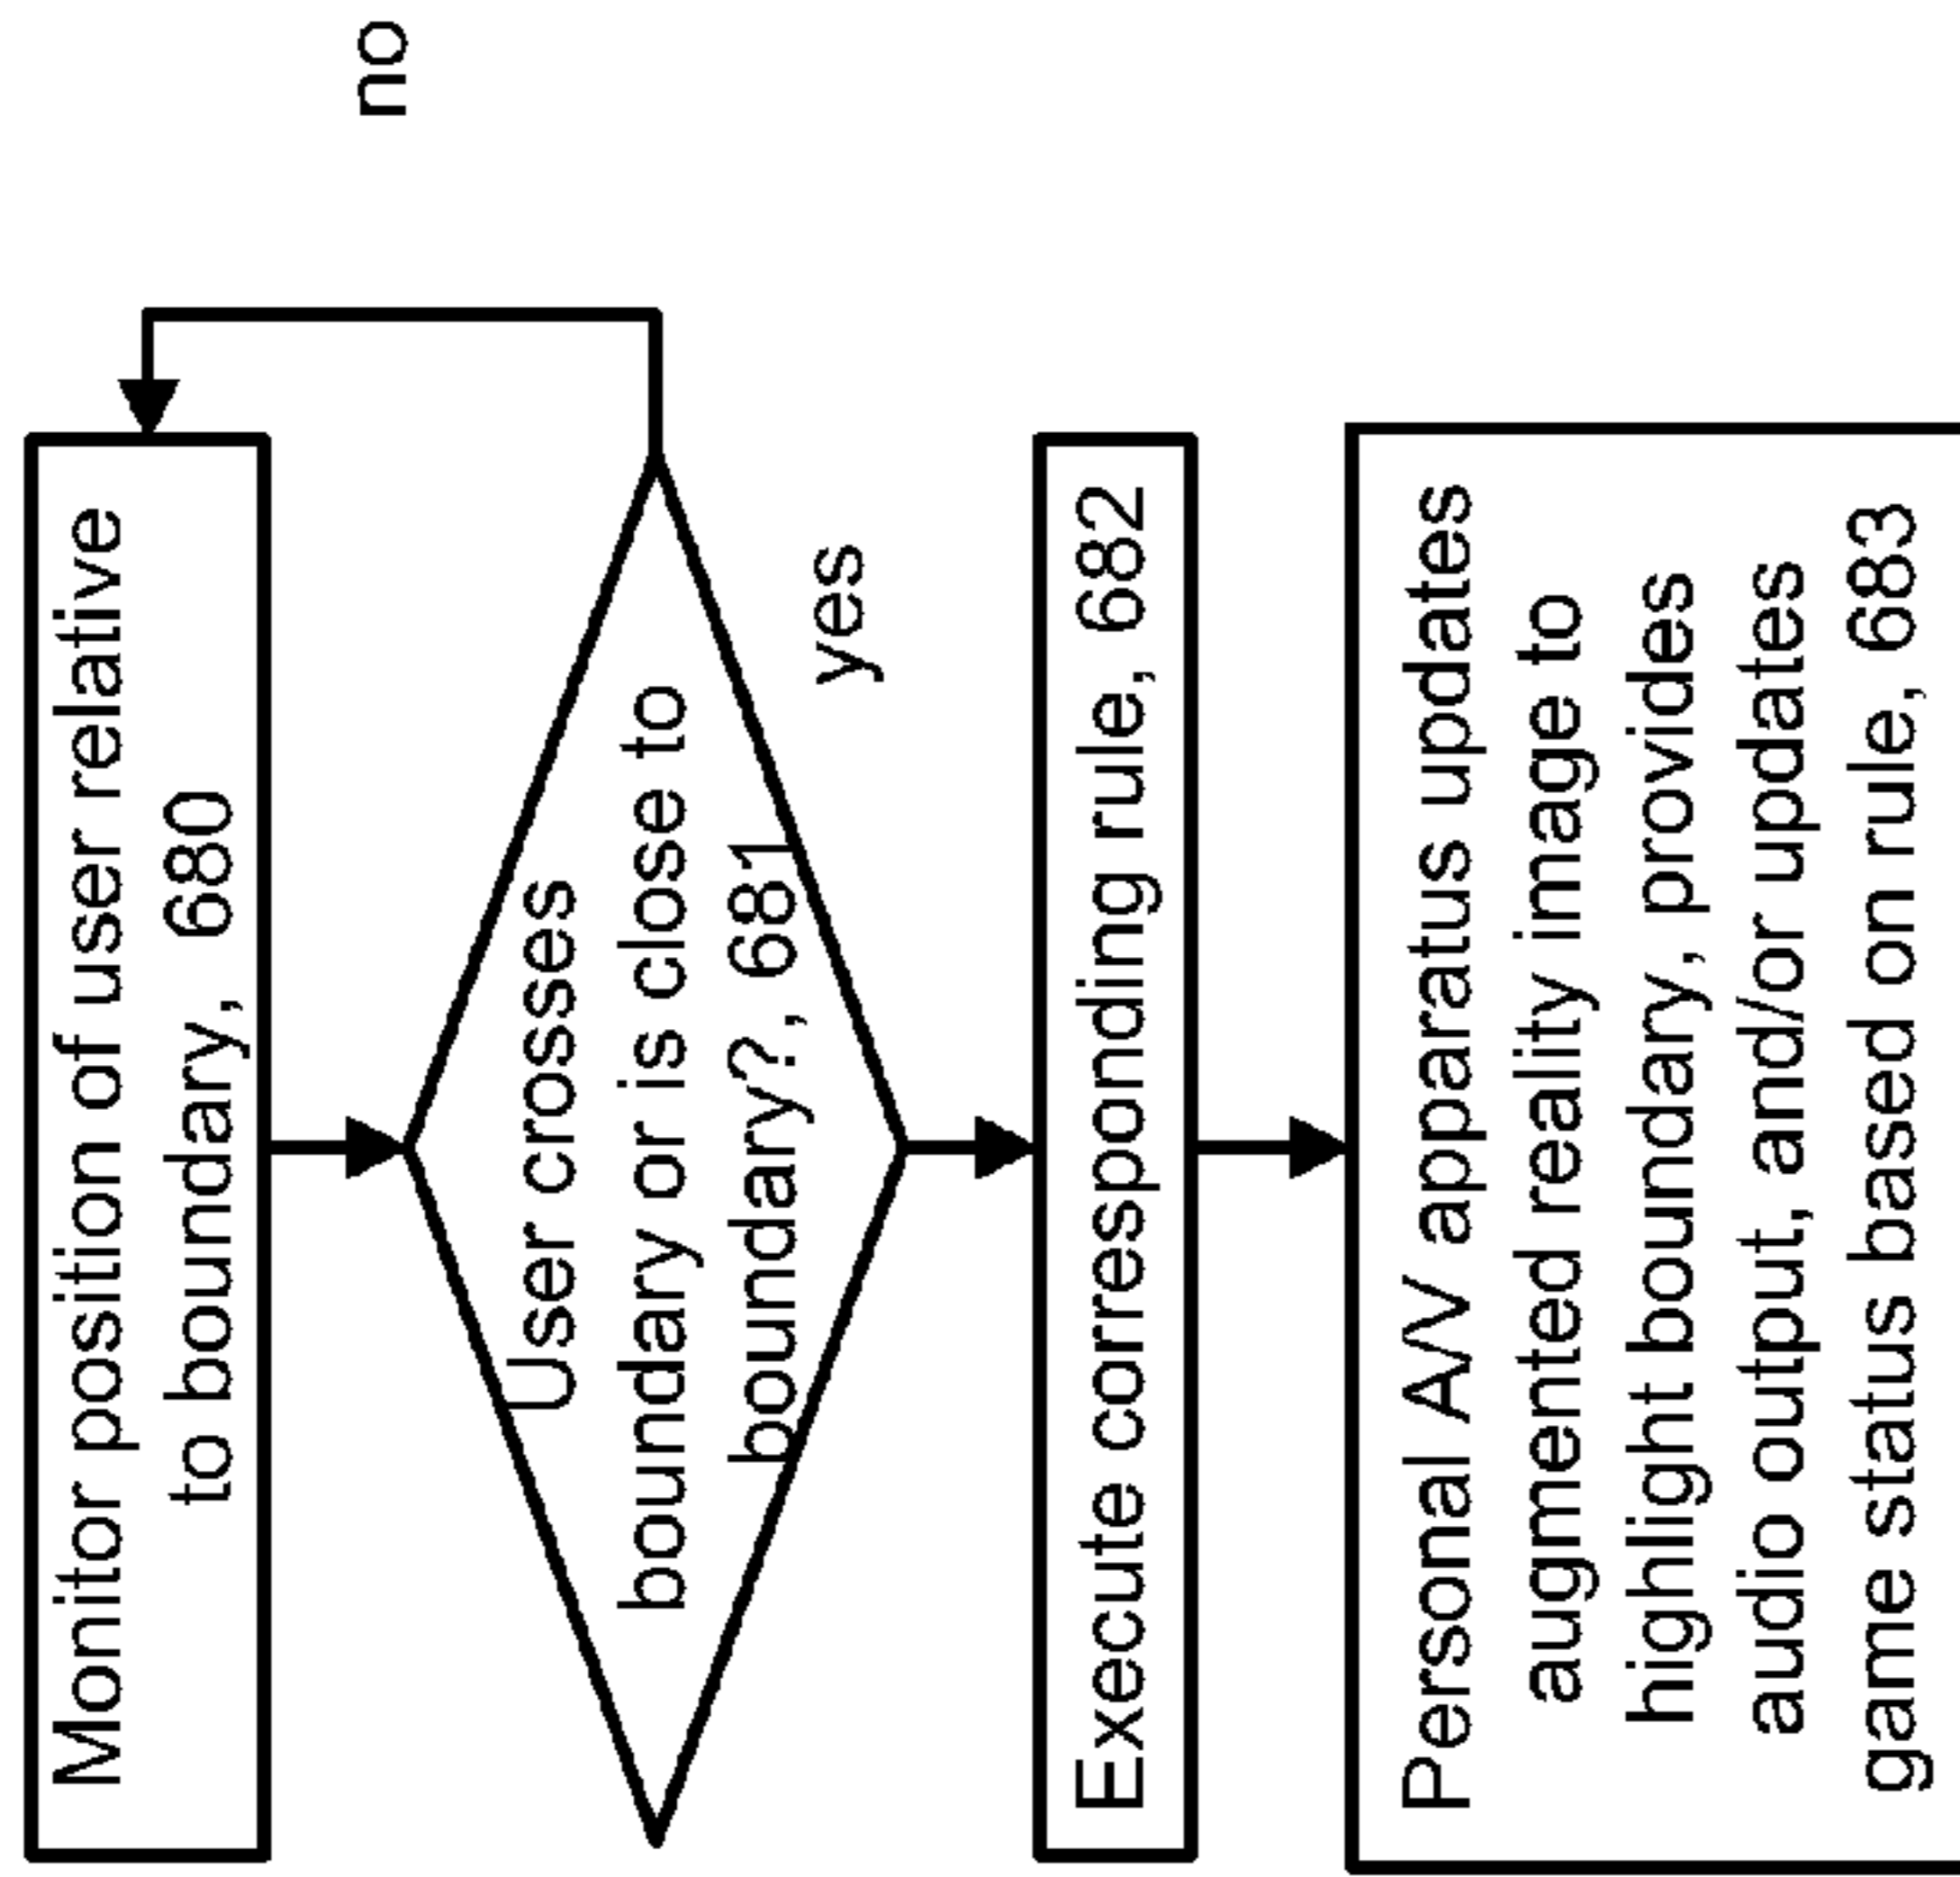 Monitor position of user relative
to boundary, 680
no
User crosses
boundary or is close to
boundary?, 681
yes
Execute corresponding rule, 682
Personal A/V apparatus updates
augmented reality image to
highlight boundary, provides
audio output, and/or updates
game status based on rule, 683